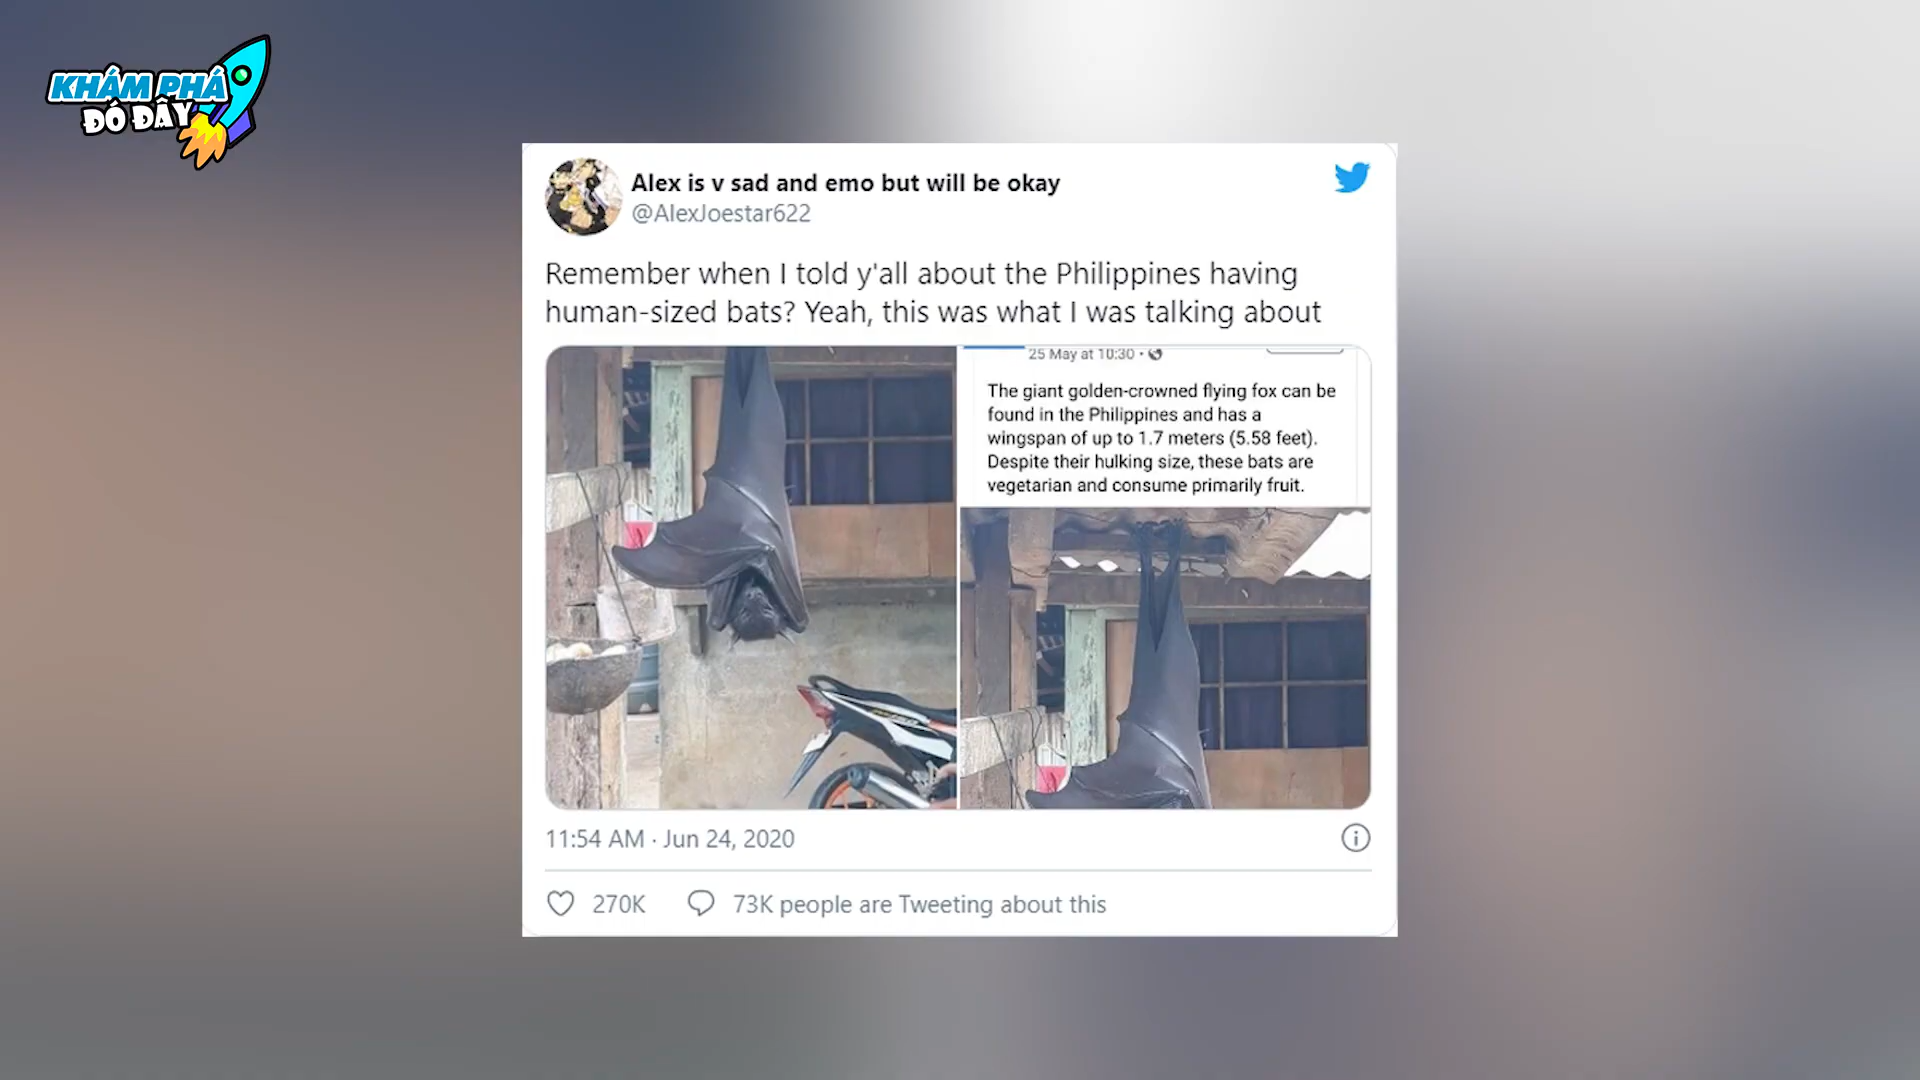 KHÁM PHÁ
ĐÓ ĐÂY
Alex is v sad and emo but will be okay
@AlexJoestar622
Remember when I told y'all about the Philippines having
human-sized bats? Yeah, this was what I was talking about
25 May at 10:30 ·
The giant golden-crowned flying fox can be
found in the Philippines and has a
wingspan of up to 1.7 meters (5.58 feet).
Despite their hulking size, these bats are
vegetarian and consume primarily fruit.
11:54 AM · Jun 24, 2020
270K
73K people are Tweeting about this